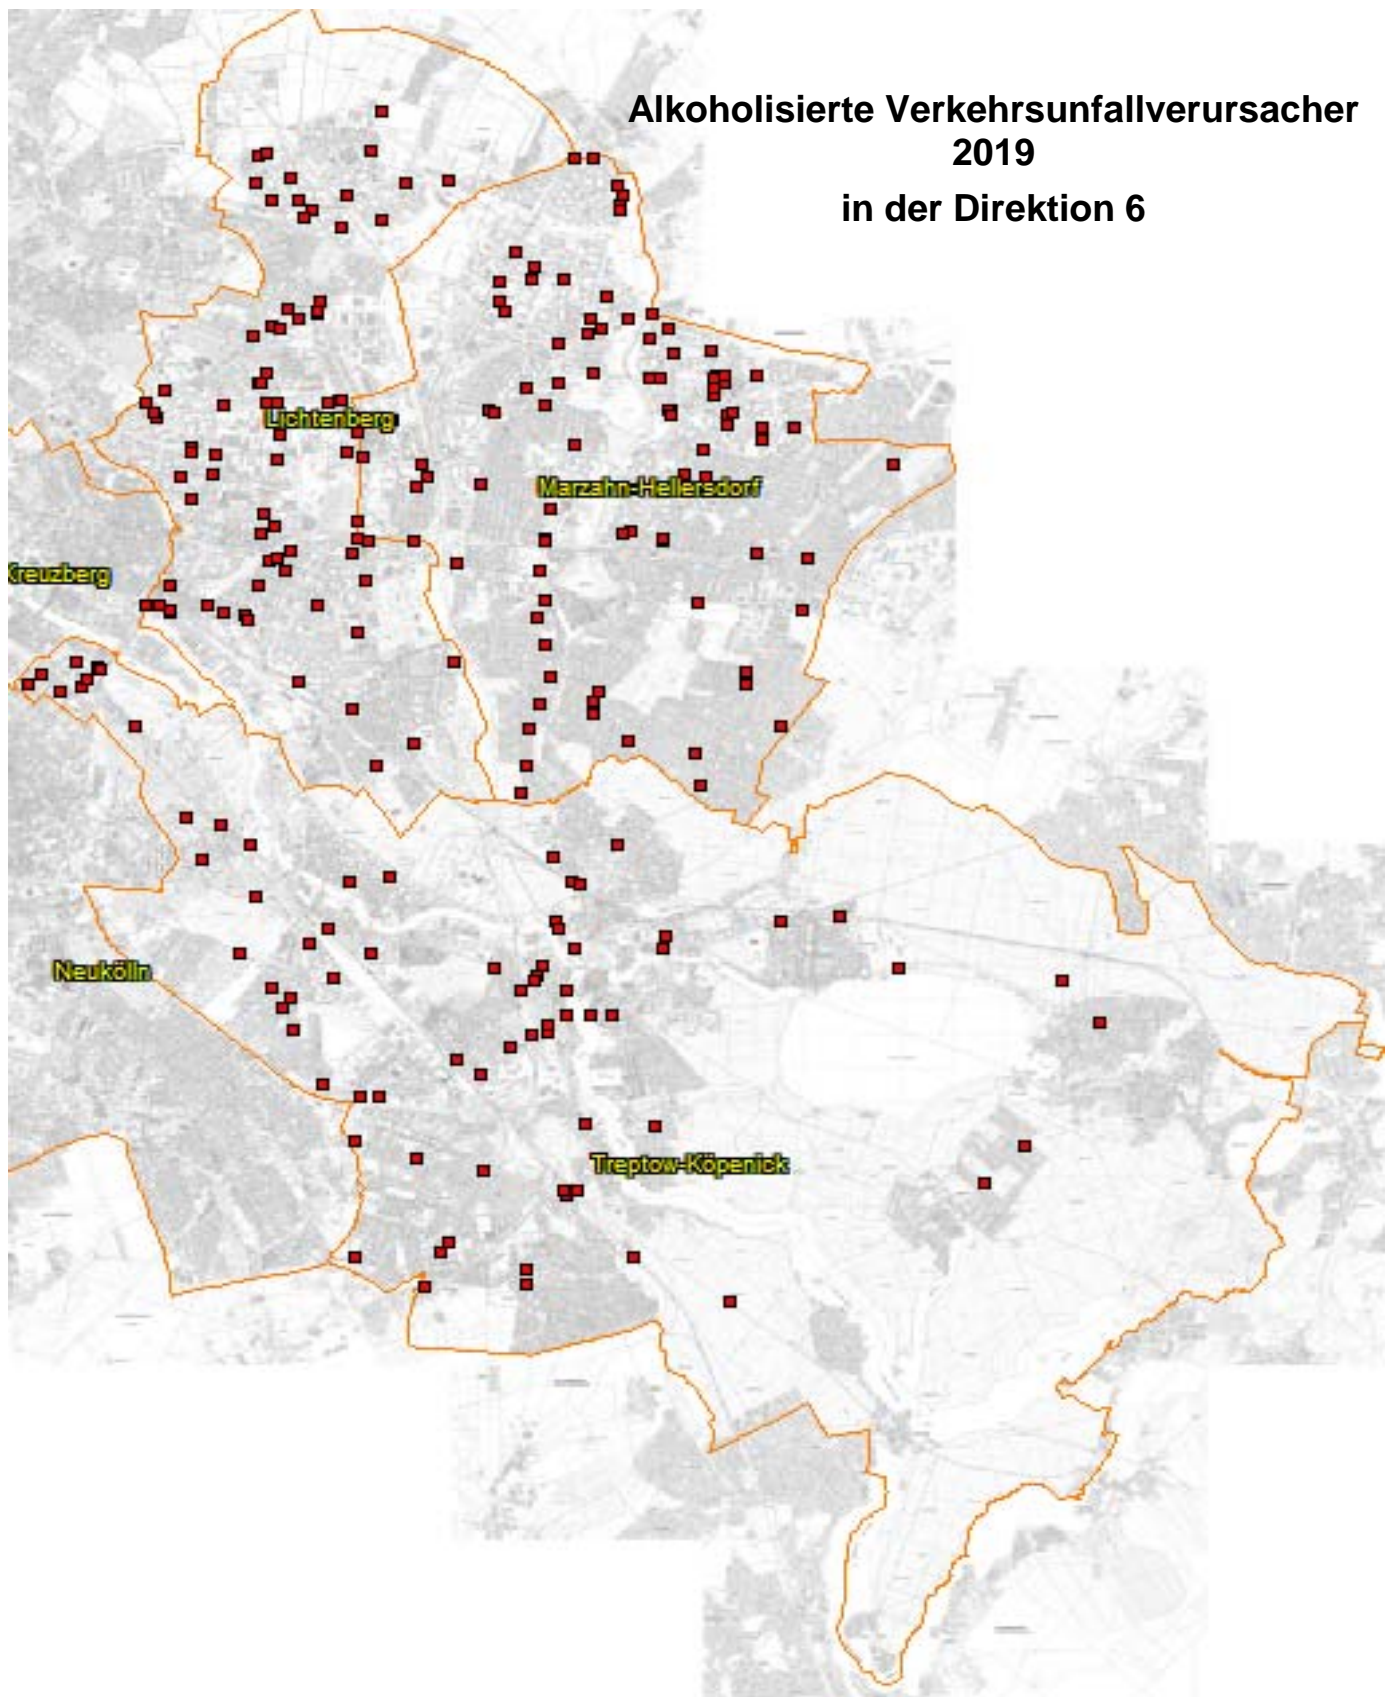 Alkoholisierte Verkehrsunfallverursacher
2019
in der Direktion 6
Lichtenberg
Marzahn-Hellersdorf
Kreuzberg
Neukölln
Treptow-Köpenick